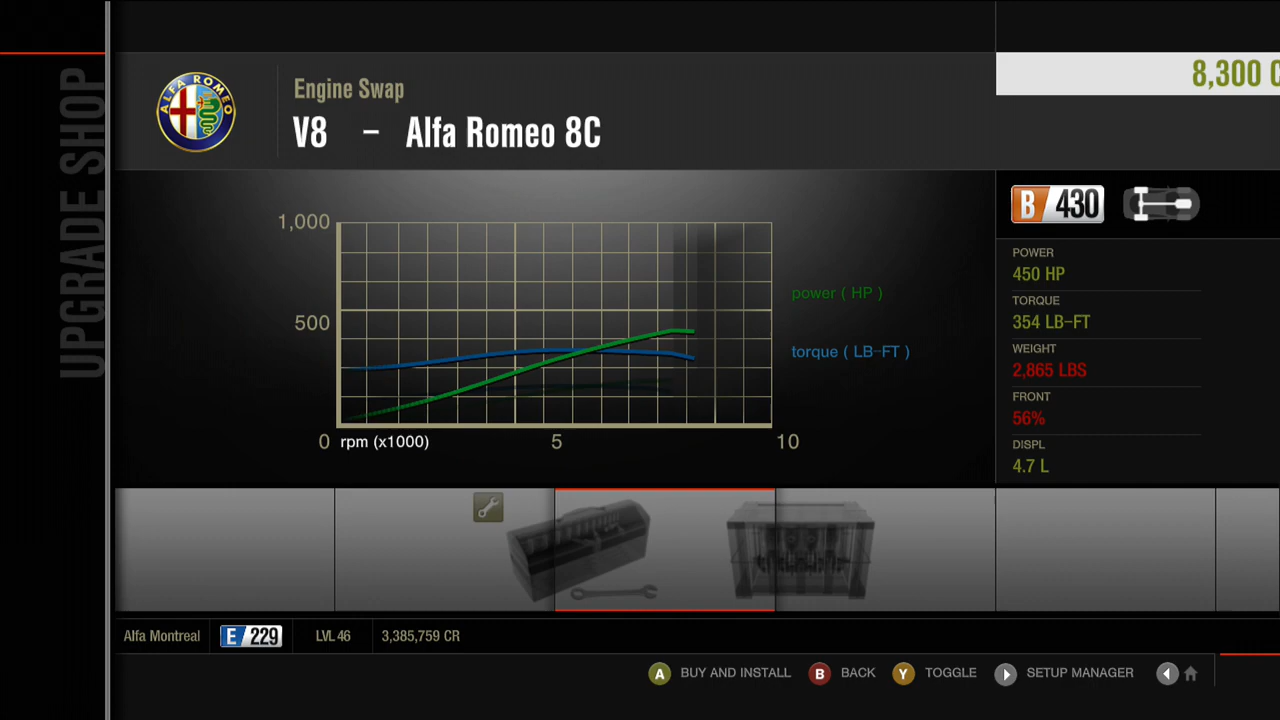 UPGRADE SHOP
ALFA ROMEO
Engine Swap
V8 – Alfa Romeo 8C
8,300 C
B 430
1,000
500
0 rpm (x1000) 5 10
power ( HP )
torque ( LB-FT )
POWER
450 HP
TORQUE
354 LB-FT
WEIGHT
2,865 LBS
FRONT
56%
DISPL
4.7 L
Alfa Montreal E 229 LVL 46 3,385,759 CR
A BUY AND INSTALL B BACK Y TOGGLE SETUP MANAGER